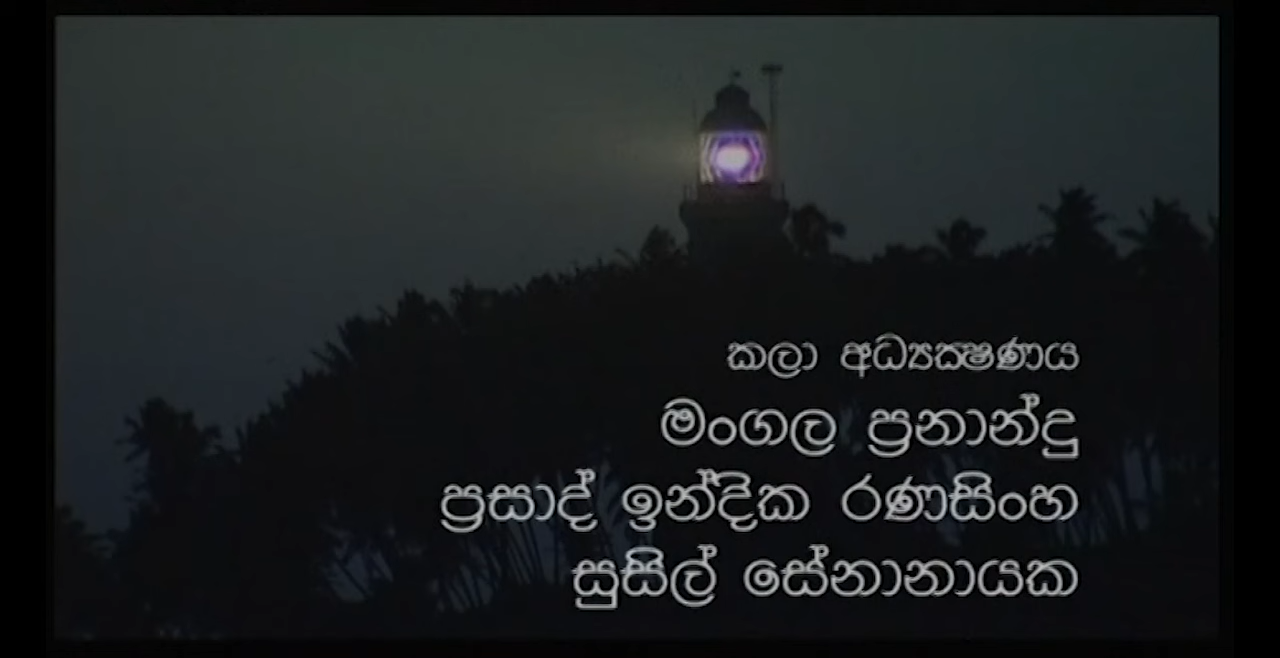 කලා අධ්‍යක්ෂණය
මංගල ප්‍රනාන්දු
ප්‍රසාද් ඉන්දික රණසිංහ
සුසිල් සේනානායක